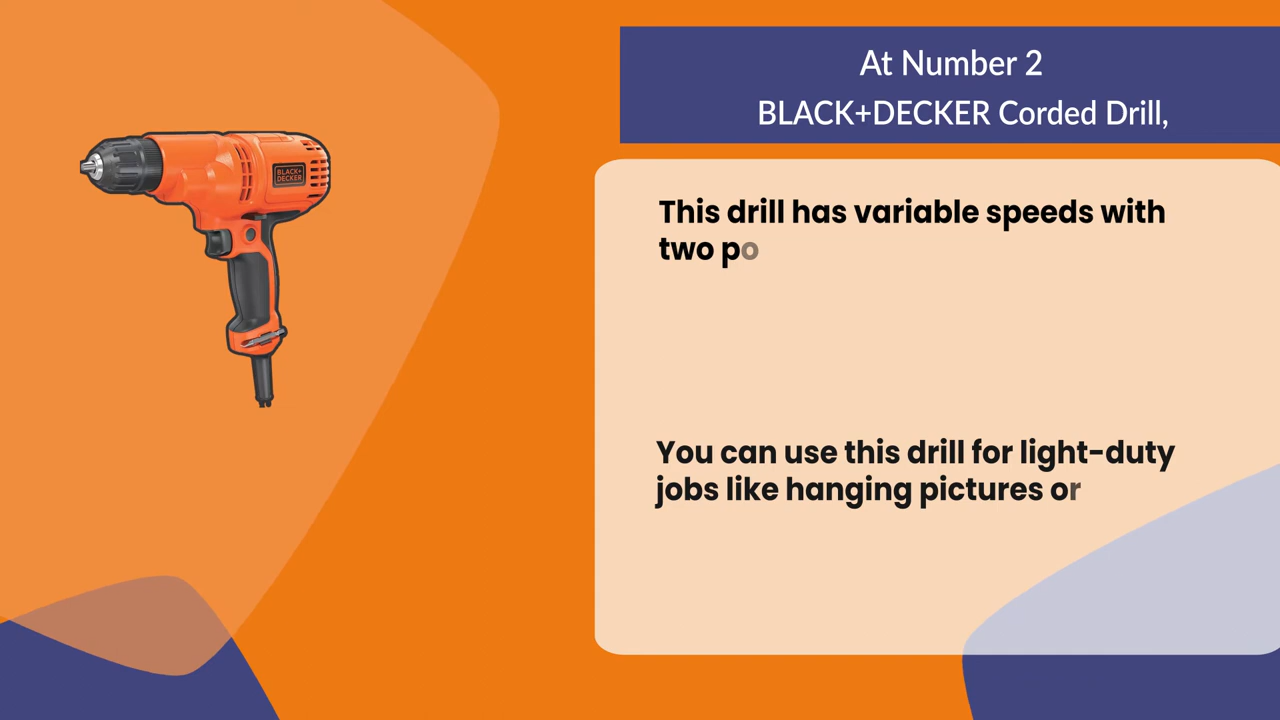 At Number 2
BLACK+DECKER Corded Drill,
BLACK+
DECKER
This drill has variable speeds with
two po
You can use this drill for light-duty
jobs like hanging pictures or